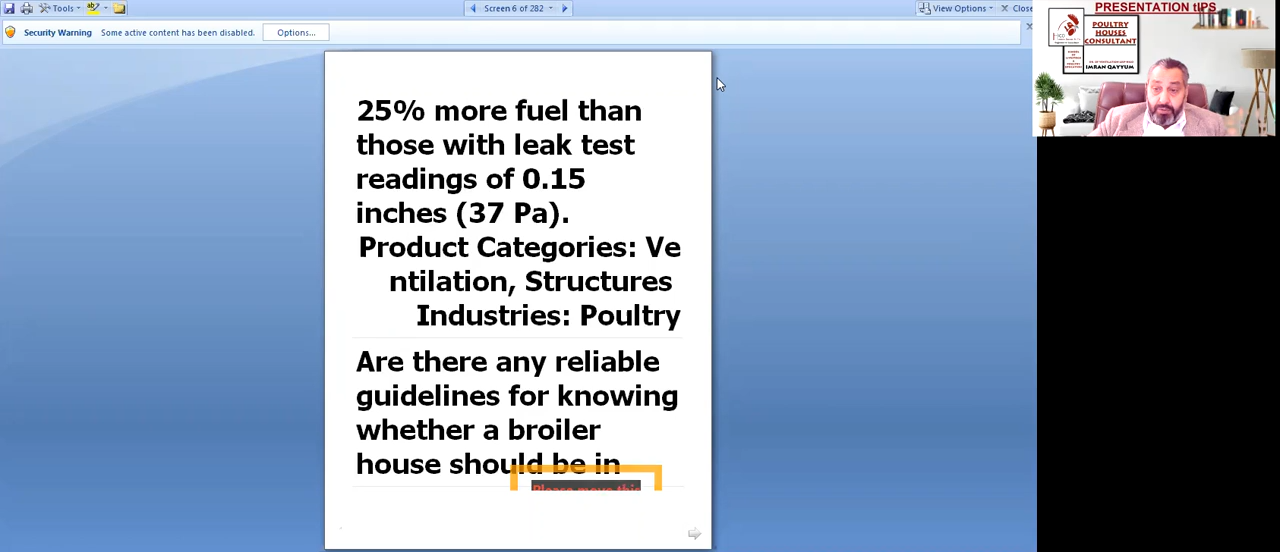 Tools
Screen 6 of 282
View Options
Close
Security Warning Some active content has been disabled. Options...
25% more fuel than
those with leak test
readings of 0.15
inches (37 Pa).
Product Categories: Ve
ntilation, Structures
Industries: Poultry
Are there any reliable
guidelines for knowing
whether a broiler
house should be in
Please move this
PRESENTATION tIPS
POULTRY
HOUSES
CONSULTANT
IMRAN QAYYUM